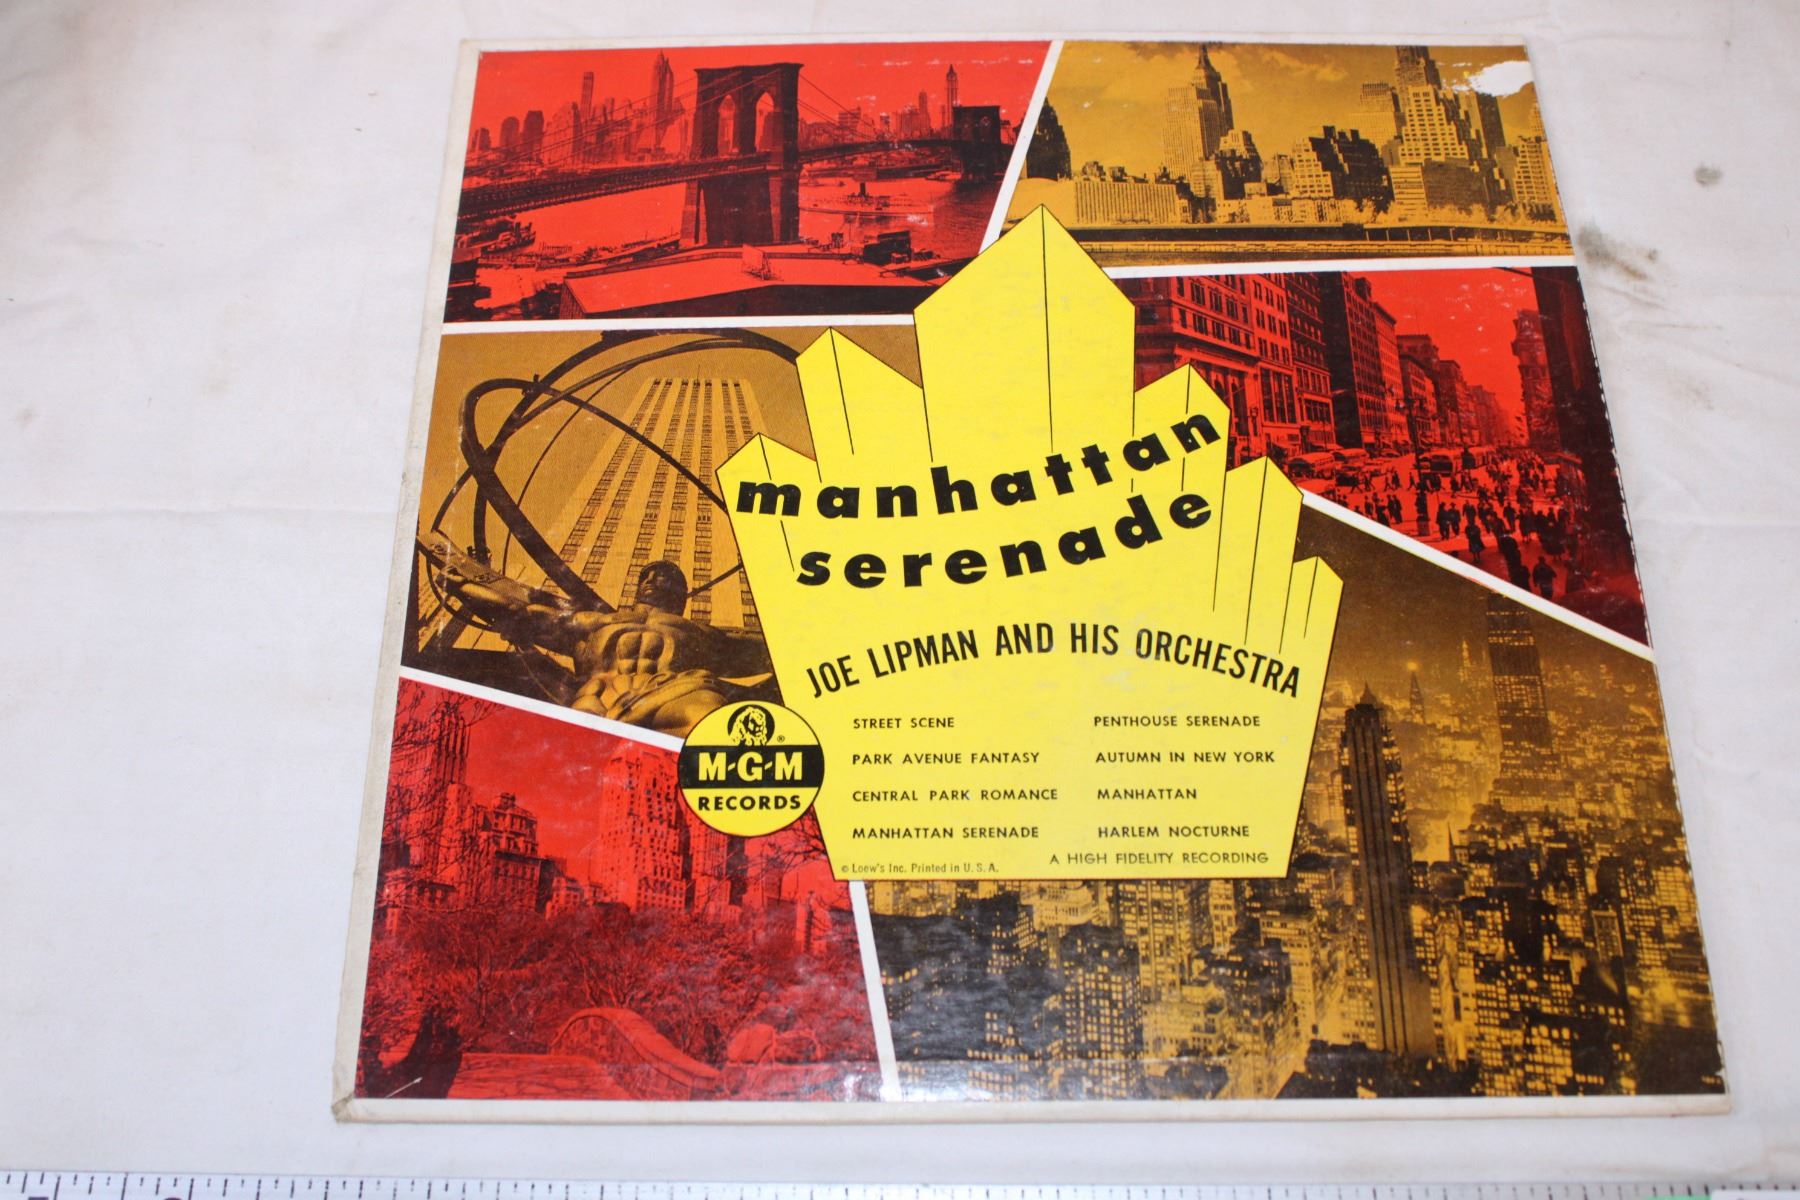 manhattan
serenade
JOE LIPMAN AND HIS ORCHESTRA
STREET SCENE
PARK AVENUE FANTASY
CENTRAL PARK ROMANCE
MANHATTAN SERENADE
PENTHOUSE SERENADE
AUTUMN IN NEW YORK
MANHATTAN
HARLEM NOCTURNE
A HIGH FIDELITY RECORDING
© Loew's Inc. Printed in U. S. A.
®
M-G-M
RECORDS